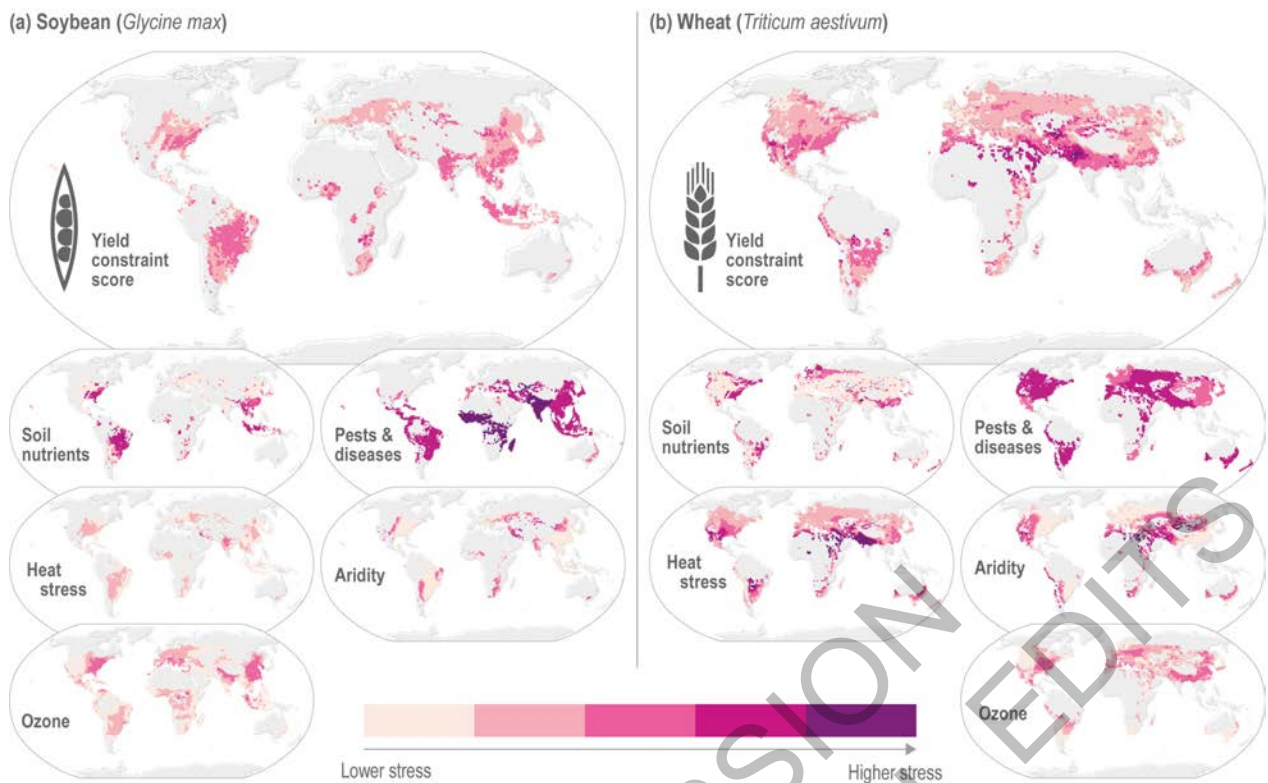 (a) Soybean (Glycine max)
Yield
constraint
score
Soil
nutrients
Pests &
diseases
Heat
stress
Aridity
Ozone
(b) Wheat (Triticum aestivum)
Yield
constraint
score
Soil
nutrients
Pests &
diseases
Heat
stress
Aridity
Ozone
Lower stress
Higher stress
SION
EDITS